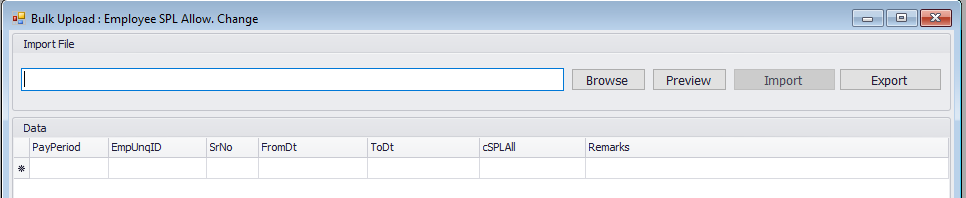 Bulk Upload : Employee SPL Allow. Change
Import File
Browse Preview Import Export
Data
PayPeriod EmpUnqID SrNo FromDt ToDt cSPLAll Remarks